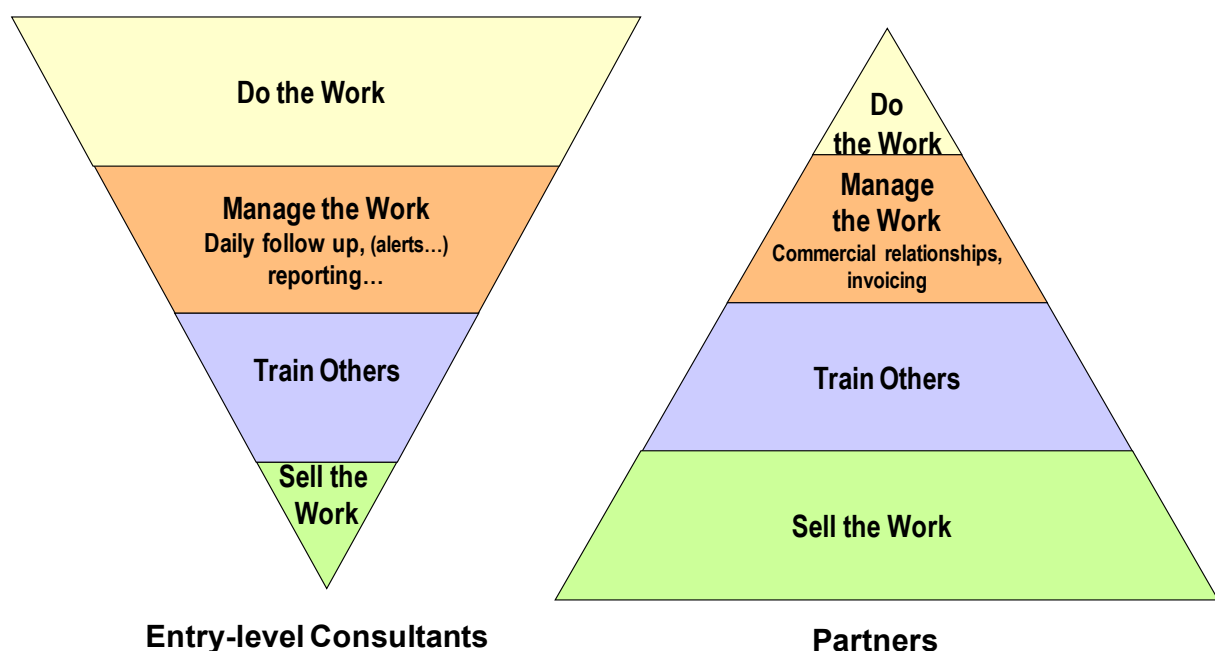 Do the Work
Manage the Work
Daily follow up, (alerts…)
reporting…
Train Others
Sell the
Work
Entry-level Consultants
Do
the Work
Manage
the Work
Commercial relationships,
invoicing
Train Others
Sell the Work
Partners